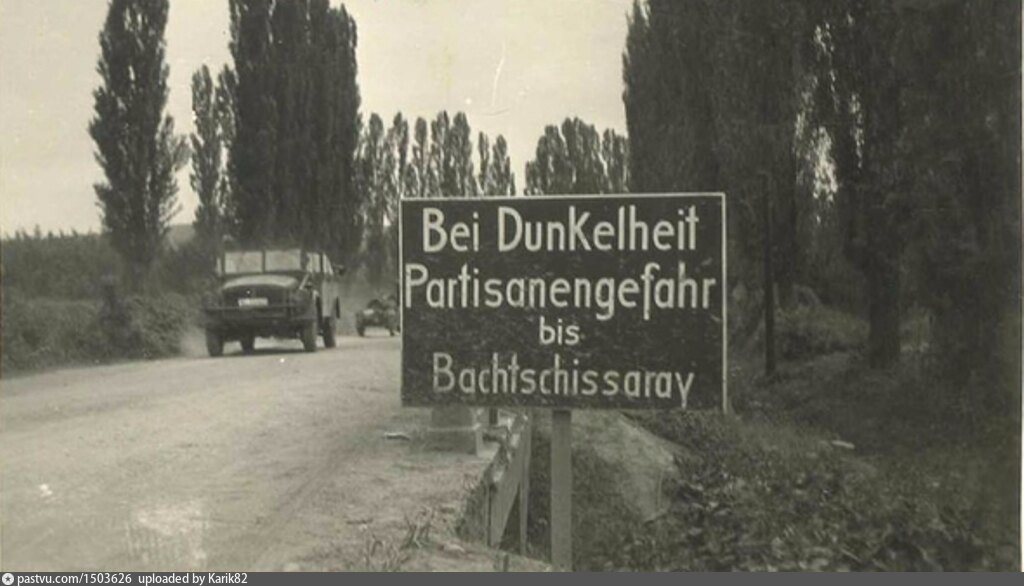 Bei Dunkelheit
Partisanengefahr
bis
Bachtschissaray
pastvu.com/1503626 uploaded by Karik82